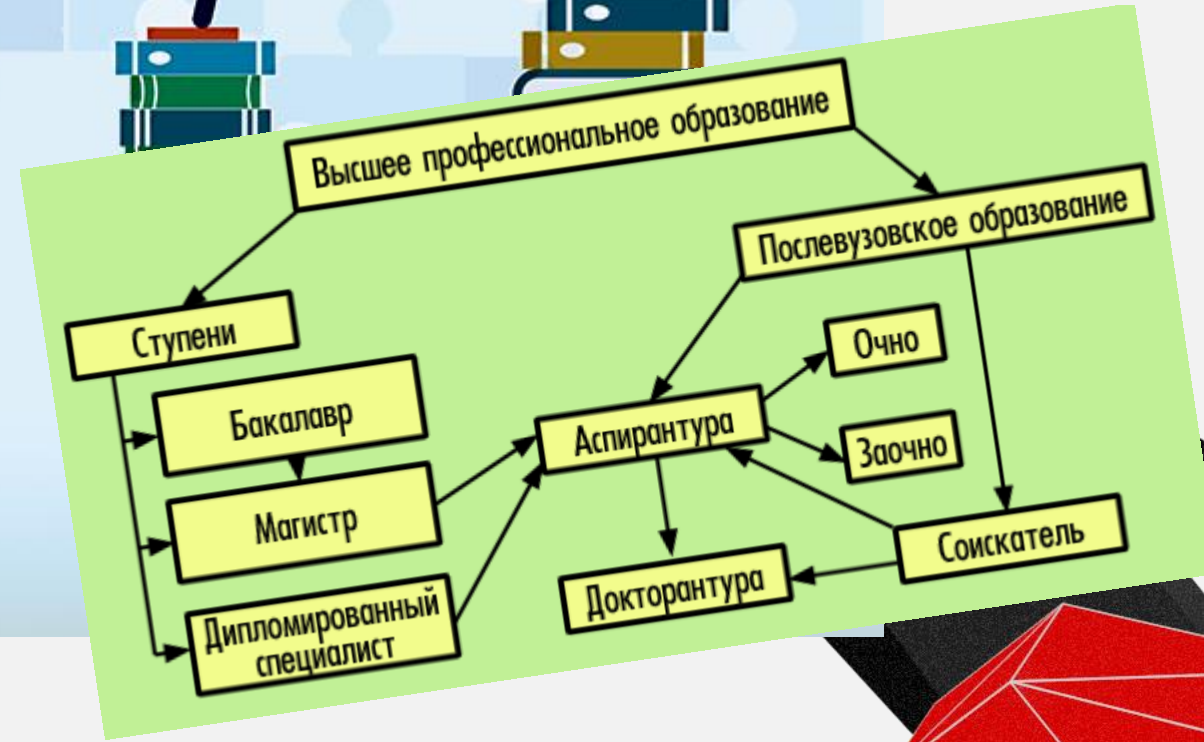 Высшее профессиональное образование
Послевузовское образование
Ступени
Бакалавр
Магистр
Дипломированный
специалист
Аспирантура
Очно
Заочно
Соискатель
Докторантура